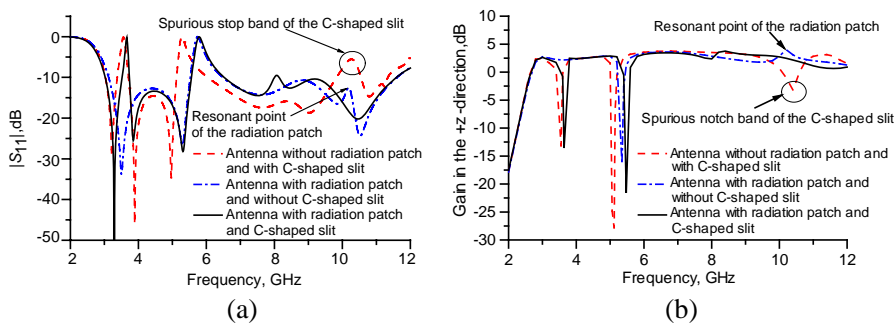 (a)
Spurious stop band of the C-shaped slit
0
-10
-20
-30
-40
-50
|S11|, dB
Resonant point
of the radiation patch
Antenna without radiation patch
and with C-shaped slit
Antenna with radiation patch
and without C-shaped slit
Antenna with radiation patch
and C-shaped slit
2 4 6 8 10 12
Frequency, GHz
(a)
(b)
Resonant point of the radiation patch
10
5
0
-5
-10
-15
-20
-25
-30
Gain in the +z -direction,dB
Spurious notch band of the C-shaped slit
Antenna without radiation patch and
with C-shaped slit
Antenna with radiation patch and
without C-shaped slit
Antenna with radiation patch and
C-shaped slit
2 4 6 8 10 12
Frequency, GHz
(b)